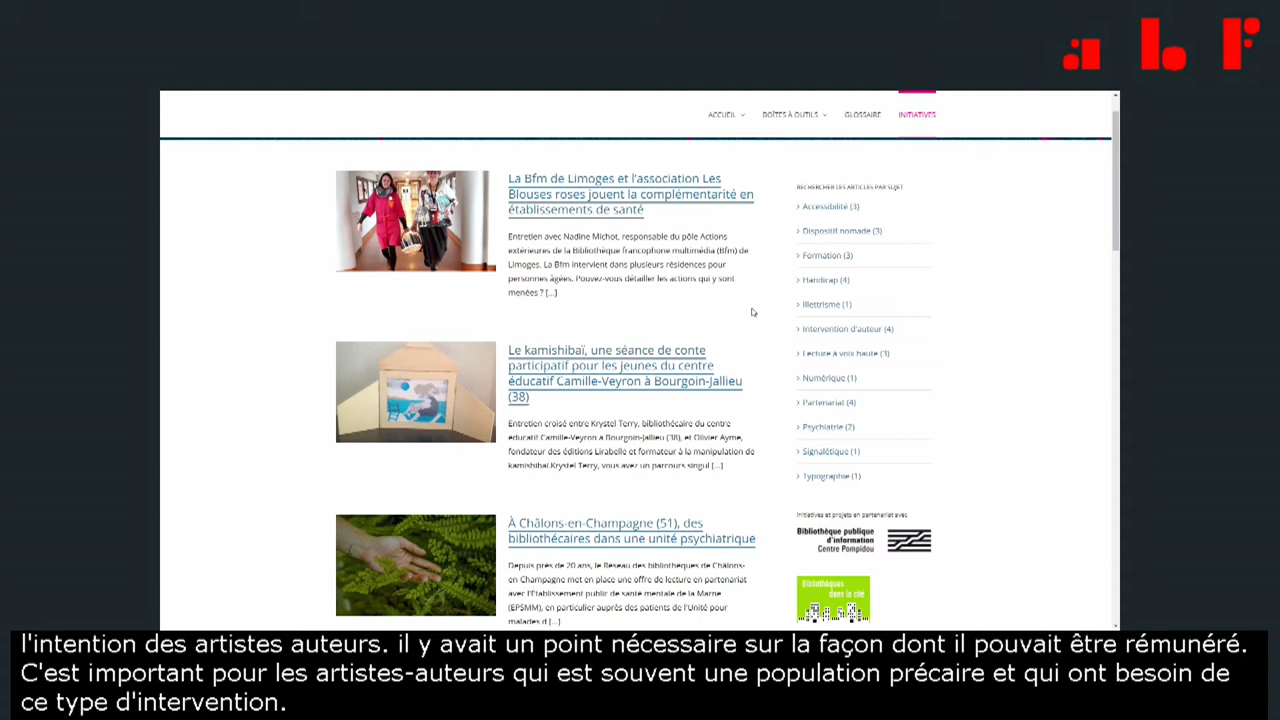 abf
ACCUEIL BOÎTES À OUTILS GLOSSAIRE INITIATIVES
La Bfm de Limoges et l'association Les
Blouses roses jouent la complémentarité en
établissements de santé
Entretien avec Nadine Michot, responsable du pôle Actions
extérieures de la Bibliothèque francophone multimédia (Bfm) de
Limoges. La Bfm intervient dans plusieurs résidences pour
personnes âgées. Pouvez-vous détailler les actions qui y sont
menées ? [...]
Le kamishibaï, une séance de conte
participatif pour les jeunes du centre
éducatif Camille-Veyron à Bourgoin-Jallieu
(38)
Entretien croisé entre Krystel Terry, bibliothécaire du centre
éducatif Camille-Veyron à Bourgoin-Jallieu (38), et Olivier Ayme,
fondateur des éditions Lirabelle et formateur à la manipulation de
kamishibaï.Krystel Terry, vous avez un parcours singul [...]
À Châlons-en-Champagne (51), des
bibliothécaires dans une unité psychiatrique
Depuis près de 20 ans, le Réseau des bibliothèques de Châlons-
en Champagne met en place une offre de lecture en partenariat
avec l'Établissement public de santé mentale de la Marne
(EPSMM), en particulier auprès des patients de l'Unité pour
malades d [...]
RECHERCHER LES ARTICLES PAR SUJET
Accessibilité (3)
Dispositif nomade (3)
Formation (3)
Handicap (4)
Illettrisme (1)
Intervention d'auteur (4)
Lecture à voix haute (3)
Numérique (1)
Partenariat (4)
Psychiatrie (2)
Signalétique (1)
Typographie (1)
Initiatives et projets en partenariat avec
Bibliothèque publique
d'information
Centre Pompidou
Bibliothèques
dans la cité
l'intention des artistes auteurs. il y avait un point nécessaire sur la façon dont il pouvait être rémunéré.
C'est important pour les artistes-auteurs qui est souvent une population précaire et qui ont besoin de
ce type d'intervention.